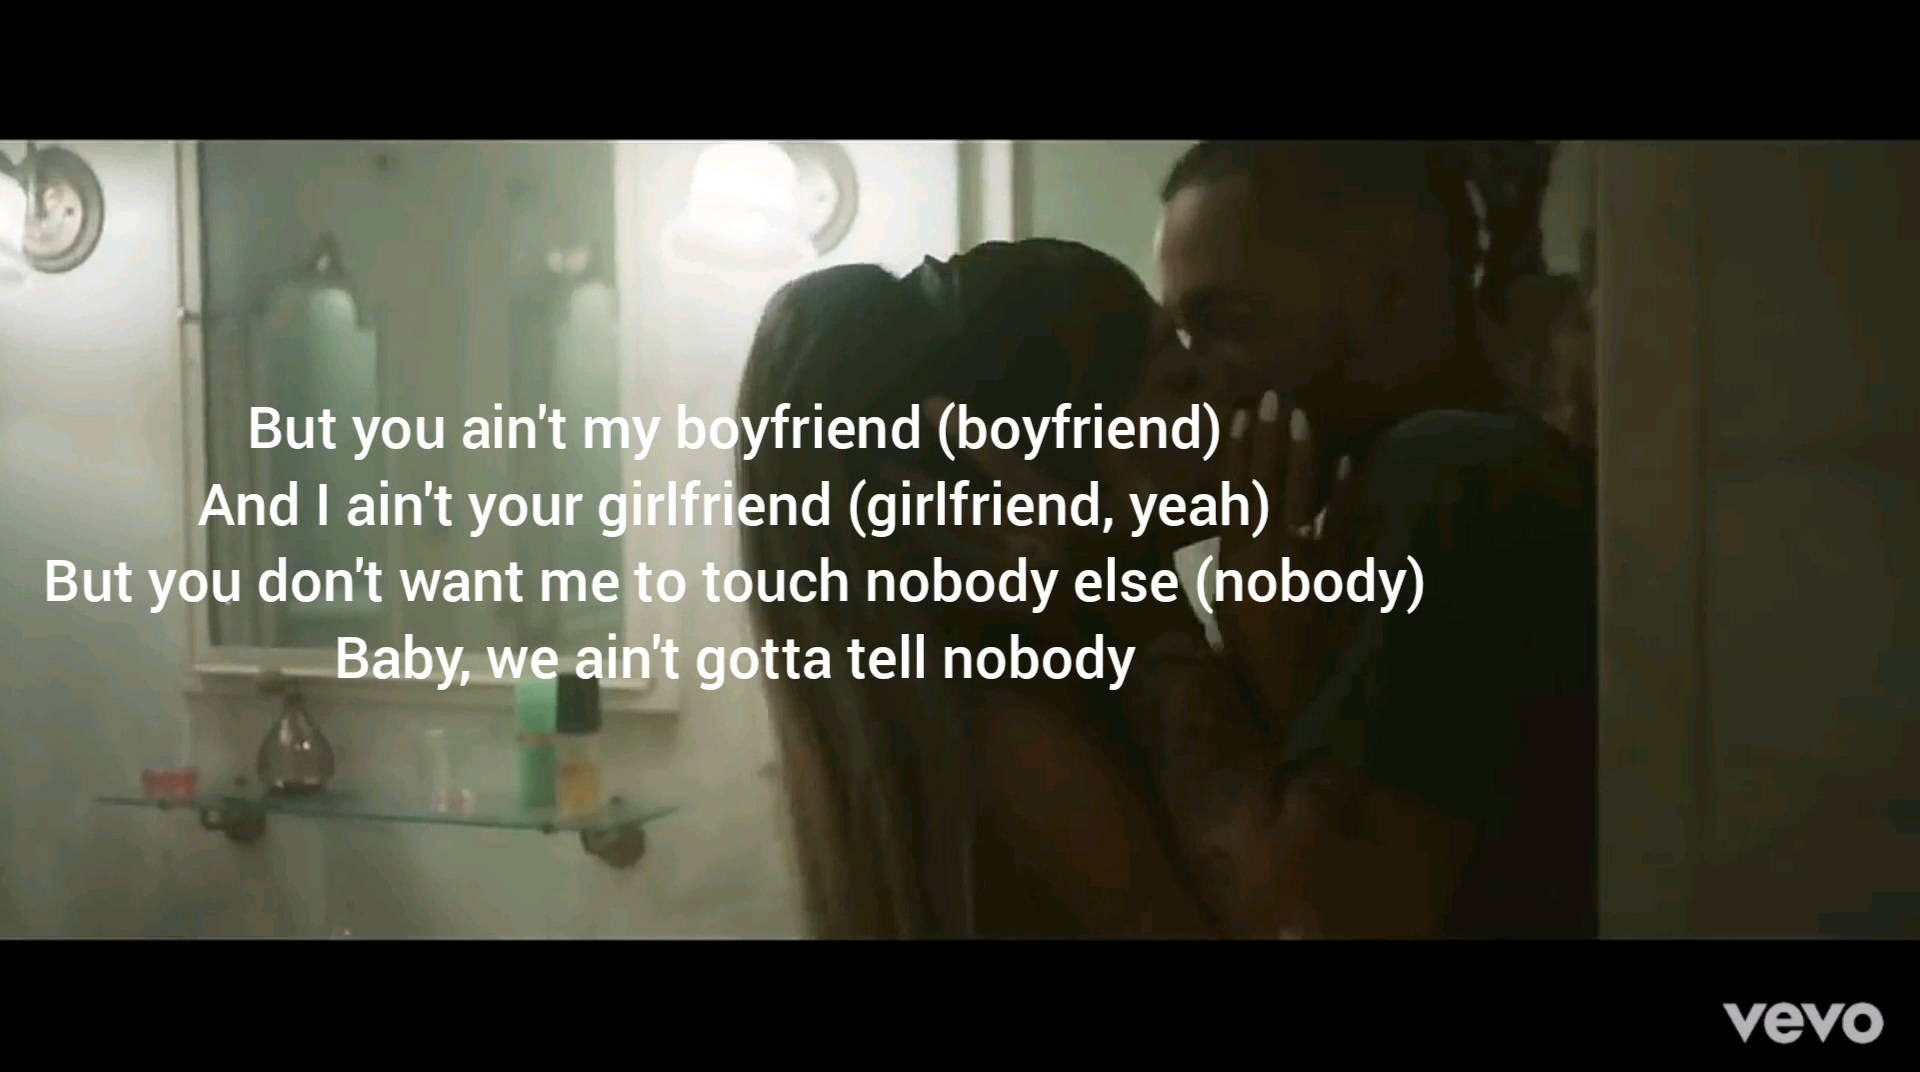 But you ain't my boyfriend (boyfriend)
And I ain't your girlfriend (girlfriend, yeah)
But you don't want me to touch nobody else (nobody)
Baby, we ain't gotta tell nobody
vevo